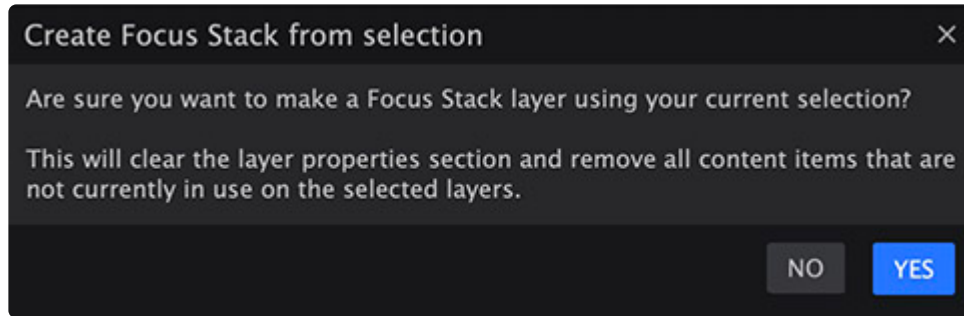 Create Focus Stack from selection
Are sure you want to make a Focus Stack layer using your current selection?
This will clear the layer properties section and remove all content items that are
not currently in use on the selected layers.
NO
YES